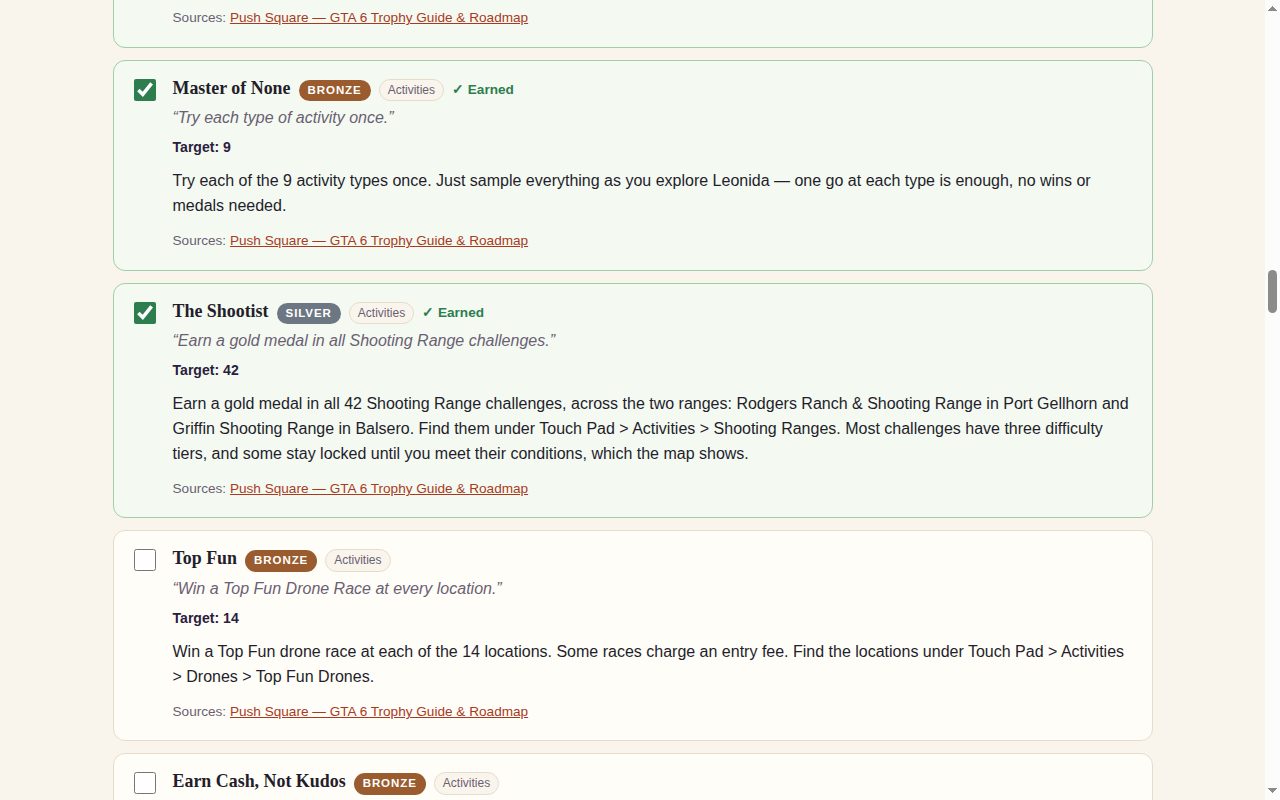 Sources: Push Square — GTA 6 Trophy Guide & Roadmap
Master of None BRONZE Activities ✓ Earned
“Try each type of activity once.”
Target: 9
Try each of the 9 activity types once. Just sample everything as you explore Leonida — one go at each type is enough, no wins or
medals needed.
Sources: Push Square — GTA 6 Trophy Guide & Roadmap
The Shootist SILVER Activities ✓ Earned
“Earn a gold medal in all Shooting Range challenges.”
Target: 42
Earn a gold medal in all 42 Shooting Range challenges, across the two ranges: Rodgers Ranch & Shooting Range in Port Gellhorn and
Griffin Shooting Range in Balsero. Find them under Touch Pad > Activities > Shooting Ranges. Most challenges have three difficulty
tiers, and some stay locked until you meet their conditions, which the map shows.
Sources: Push Square — GTA 6 Trophy Guide & Roadmap
Top Fun BRONZE Activities
“Win a Top Fun Drone Race at every location.”
Target: 14
Win a Top Fun drone race at each of the 14 locations. Some races charge an entry fee. Find the locations under Touch Pad > Activities
> Drones > Top Fun Drones.
Sources: Push Square — GTA 6 Trophy Guide & Roadmap
Earn Cash, Not Kudos BRONZE Activities